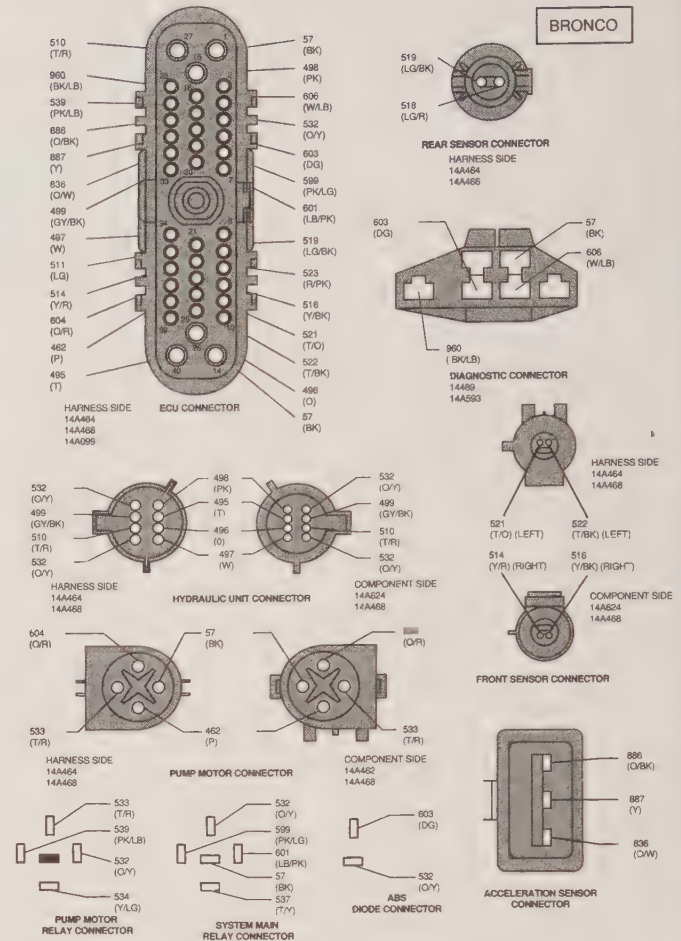 BRONCO
510
(T/R)
960
(BK/LB)
539
(PK/LB)
886
(O/BK)
887
(Y)
836
(O/W)
499
(GY/BK)
497
(W)
511
(LG)
514
(Y/R)
604
(O/R)
462
(P)
495
(T)
57
(BK)
498
(PK)
606
(W/LB)
532
(O/Y)
603
(DG)
599
(PK/LG)
601
(LB/PK)
519
(LG/BK)
523
(R/PK)
516
(Y/BK)
521
(T/O)
522
(T/BK)
496
(O)
57
(BK)
27
1
15
33
7
21
8
40
14
HARNESS SIDE
14A464
14A468
14A099
ECU CONNECTOR
519
(LG/BK)
518
(LG/R)
REAR SENSOR CONNECTOR
HARNESS SIDE
14A464
14A466
603
(DG)
57
(BK)
606
(W/LB)
960
( BK/LB)
DIAGNOSTIC CONNECTOR
14489
14A593
HARNESS SIDE
14A464
14A468
521
(T/O) (LEFT)
522
(T/BK) (LEFT)
514
(Y/R) (RIGHT)
516
(Y/BK) (RIGHT)
COMPONENT SIDE
14A624
14A468
FRONT SENSOR CONNECTOR
532
(O/Y)
499
(GY/BK)
510
(T/R)
532
(O/Y)
498
(PK)
495
(T)
496
(O)
497
(W)
532
(O/Y)
499
(GY/BK)
510
(T/R)
532
(O/Y)
HARNESS SIDE
14A464
14A468
HYDRAULIC UNIT CONNECTOR
COMPONENT SIDE
14A624
14A468
604
(O/R)
57
(BK)
(O/R)
533
(T/R)
462
(P)
533
(T/R)
HARNESS SIDE
14A464
14A468
PUMP MOTOR CONNECTOR
COMPONENT SIDE
14A462
14A468
533
(T/R)
539
(PK/LB)
532
(O/Y)
534
(Y/LG)
PUMP MOTOR
RELAY CONNECTOR
532
(O/Y)
599
(PK/LG)
601
(LB/PK)
57
(BK)
537
(T/Y)
SYSTEM MAIN
RELAY CONNECTOR
603
(DG)
532
(O/Y)
ABS
DIODE CONNECTOR
886
(O/BK)
887
(Y)
836
(O/W)
ACCELERATION SENSOR
CONNECTOR